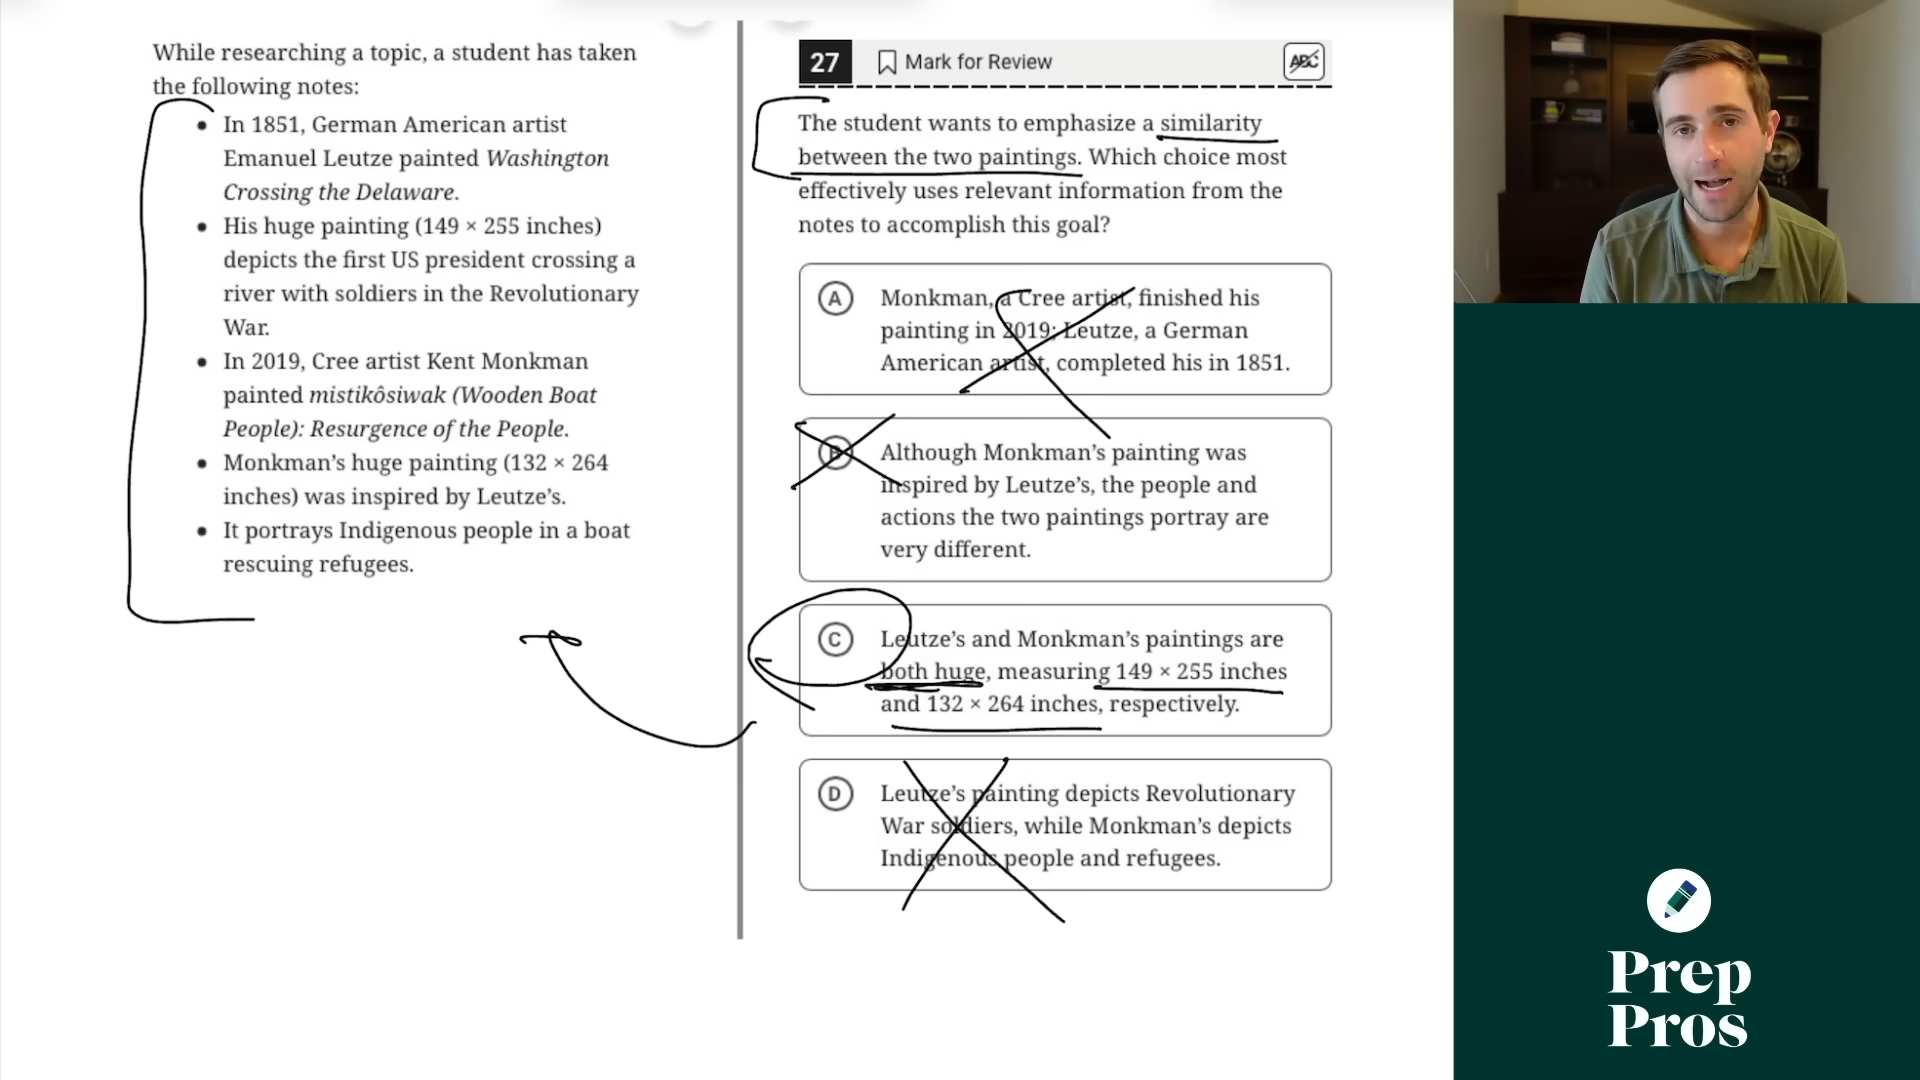 While researching a topic, a student has taken
the following notes:
• In 1851, German American artist
Emanuel Leutze painted Washington
Crossing the Delaware.
• His huge painting (149 × 255 inches)
depicts the first US president crossing a
river with soldiers in the Revolutionary
War.
• In 2019, Cree artist Kent Monkman
painted mistikôsiwak (Wooden Boat
People): Resurgence of the People.
• Monkman’s huge painting (132 × 264
inches) was inspired by Leutze’s.
• It portrays Indigenous people in a boat
rescuing refugees.
27 Mark for Review ABC
The student wants to emphasize a similarity
between the two paintings. Which choice most
effectively uses relevant information from the
notes to accomplish this goal?
A Monkman, a Cree artist, finished his
painting in 2019; Leutze, a German
American artist, completed his in 1851.
B Although Monkman’s painting was
inspired by Leutze’s, the people and
actions the two paintings portray are
very different.
C Leutze’s and Monkman’s paintings are
both huge, measuring 149 × 255 inches
and 132 × 264 inches, respectively.
D Leutze’s painting depicts Revolutionary
War soldiers, while Monkman’s depicts
Indigenous people and refugees.
Prep
Pros